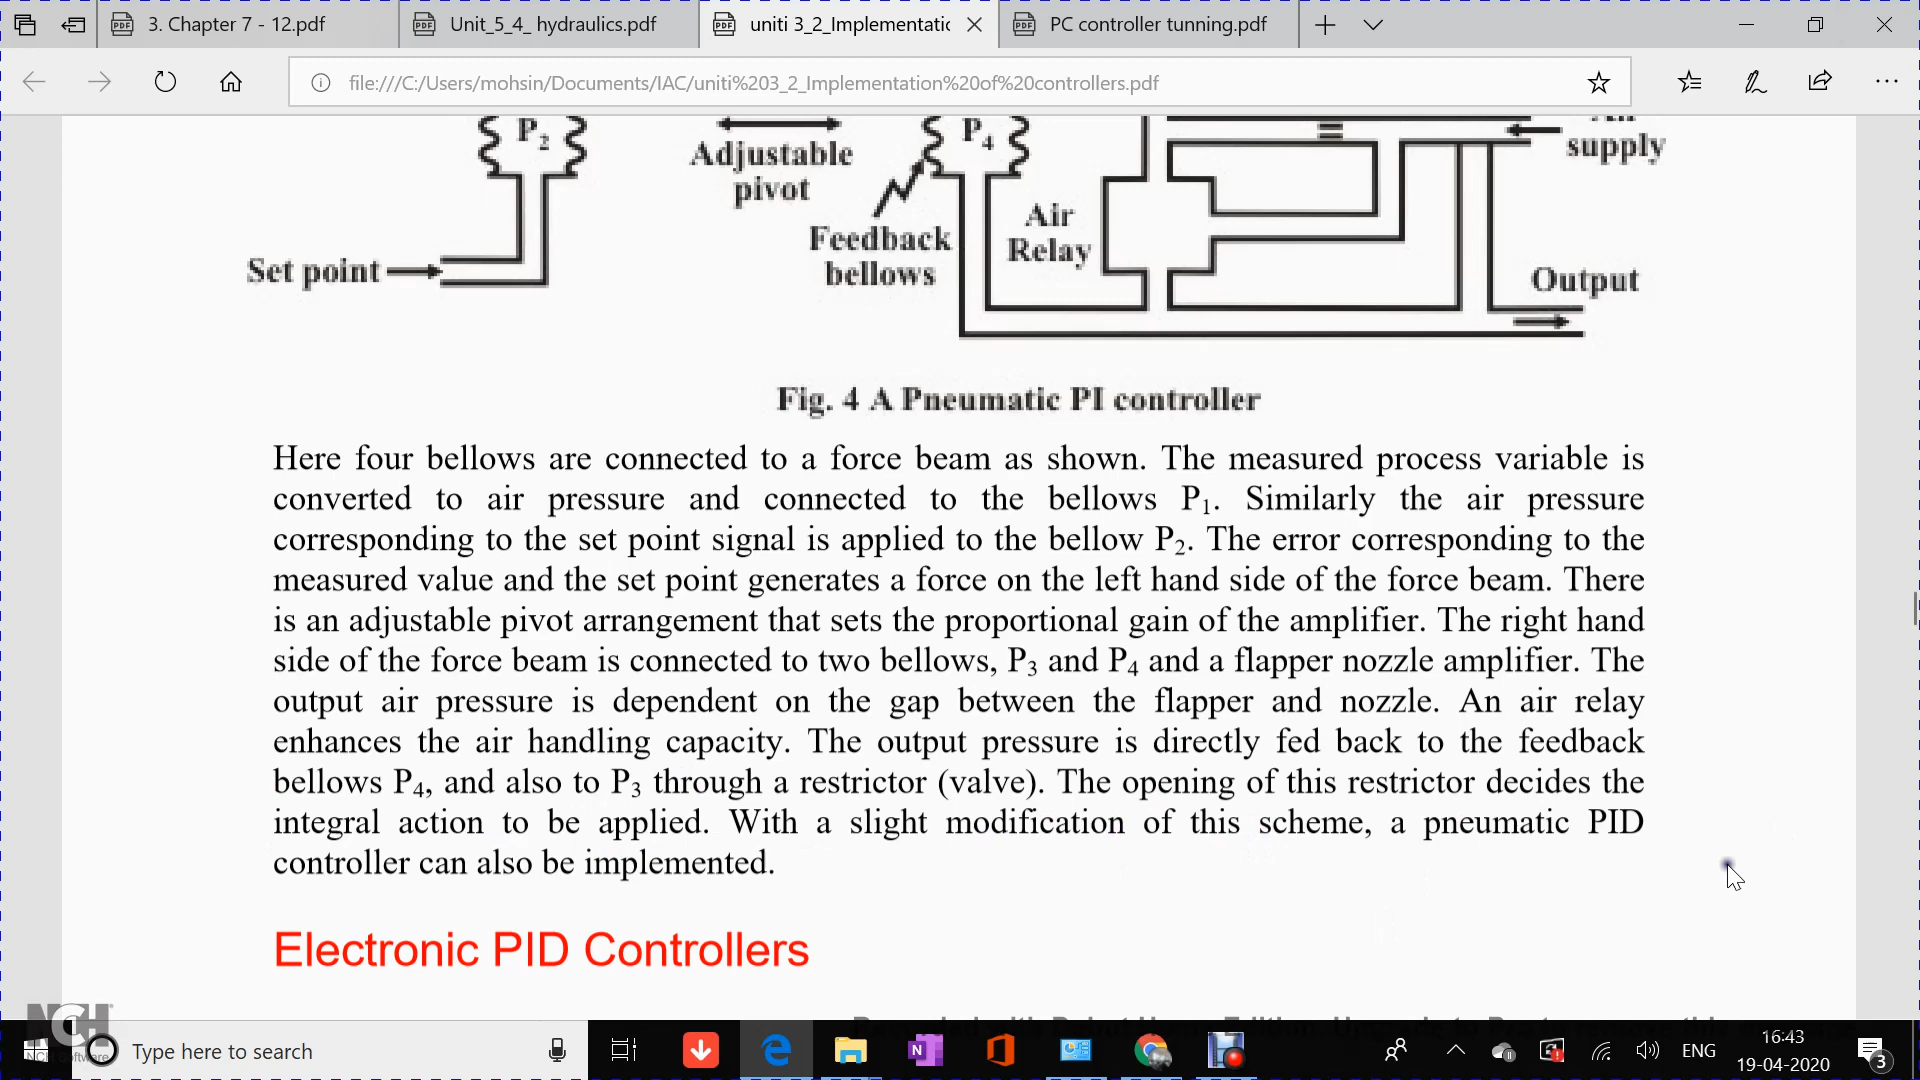 3. Chapter 7 - 12.pdf
Unit_5_4_ hydraulics.pdf
uniti 3_2_Implementatic
PC controller tunning.pdf
file:///C:/Users/mohsin/Documents/IAC/uniti%203_2_Implementation%20of%20controllers.pdf
P2
Adjustable
pivot
P4
supply
Feedback
bellows
Air
Relay
Set point
Output
Fig. 4 A Pneumatic PI controller
Here four bellows are connected to a force beam as shown. The measured process variable is
converted to air pressure and connected to the bellows P1. Similarly the air pressure
corresponding to the set point signal is applied to the bellow P2. The error corresponding to the
measured value and the set point generates a force on the left hand side of the force beam. There
is an adjustable pivot arrangement that sets the proportional gain of the amplifier. The right hand
side of the force beam is connected to two bellows, P3 and P4 and a flapper nozzle amplifier. The
output air pressure is dependent on the gap between the flapper and nozzle. An air relay
enhances the air handling capacity. The output pressure is directly fed back to the feedback
bellows P4, and also to P3 through a restrictor (valve). The opening of this restrictor decides the
integral action to be applied. With a slight modification of this scheme, a pneumatic PID
controller can also be implemented.
Electronic PID Controllers
NCH
Type here to search
ENG
16:43
19-04-2020
3